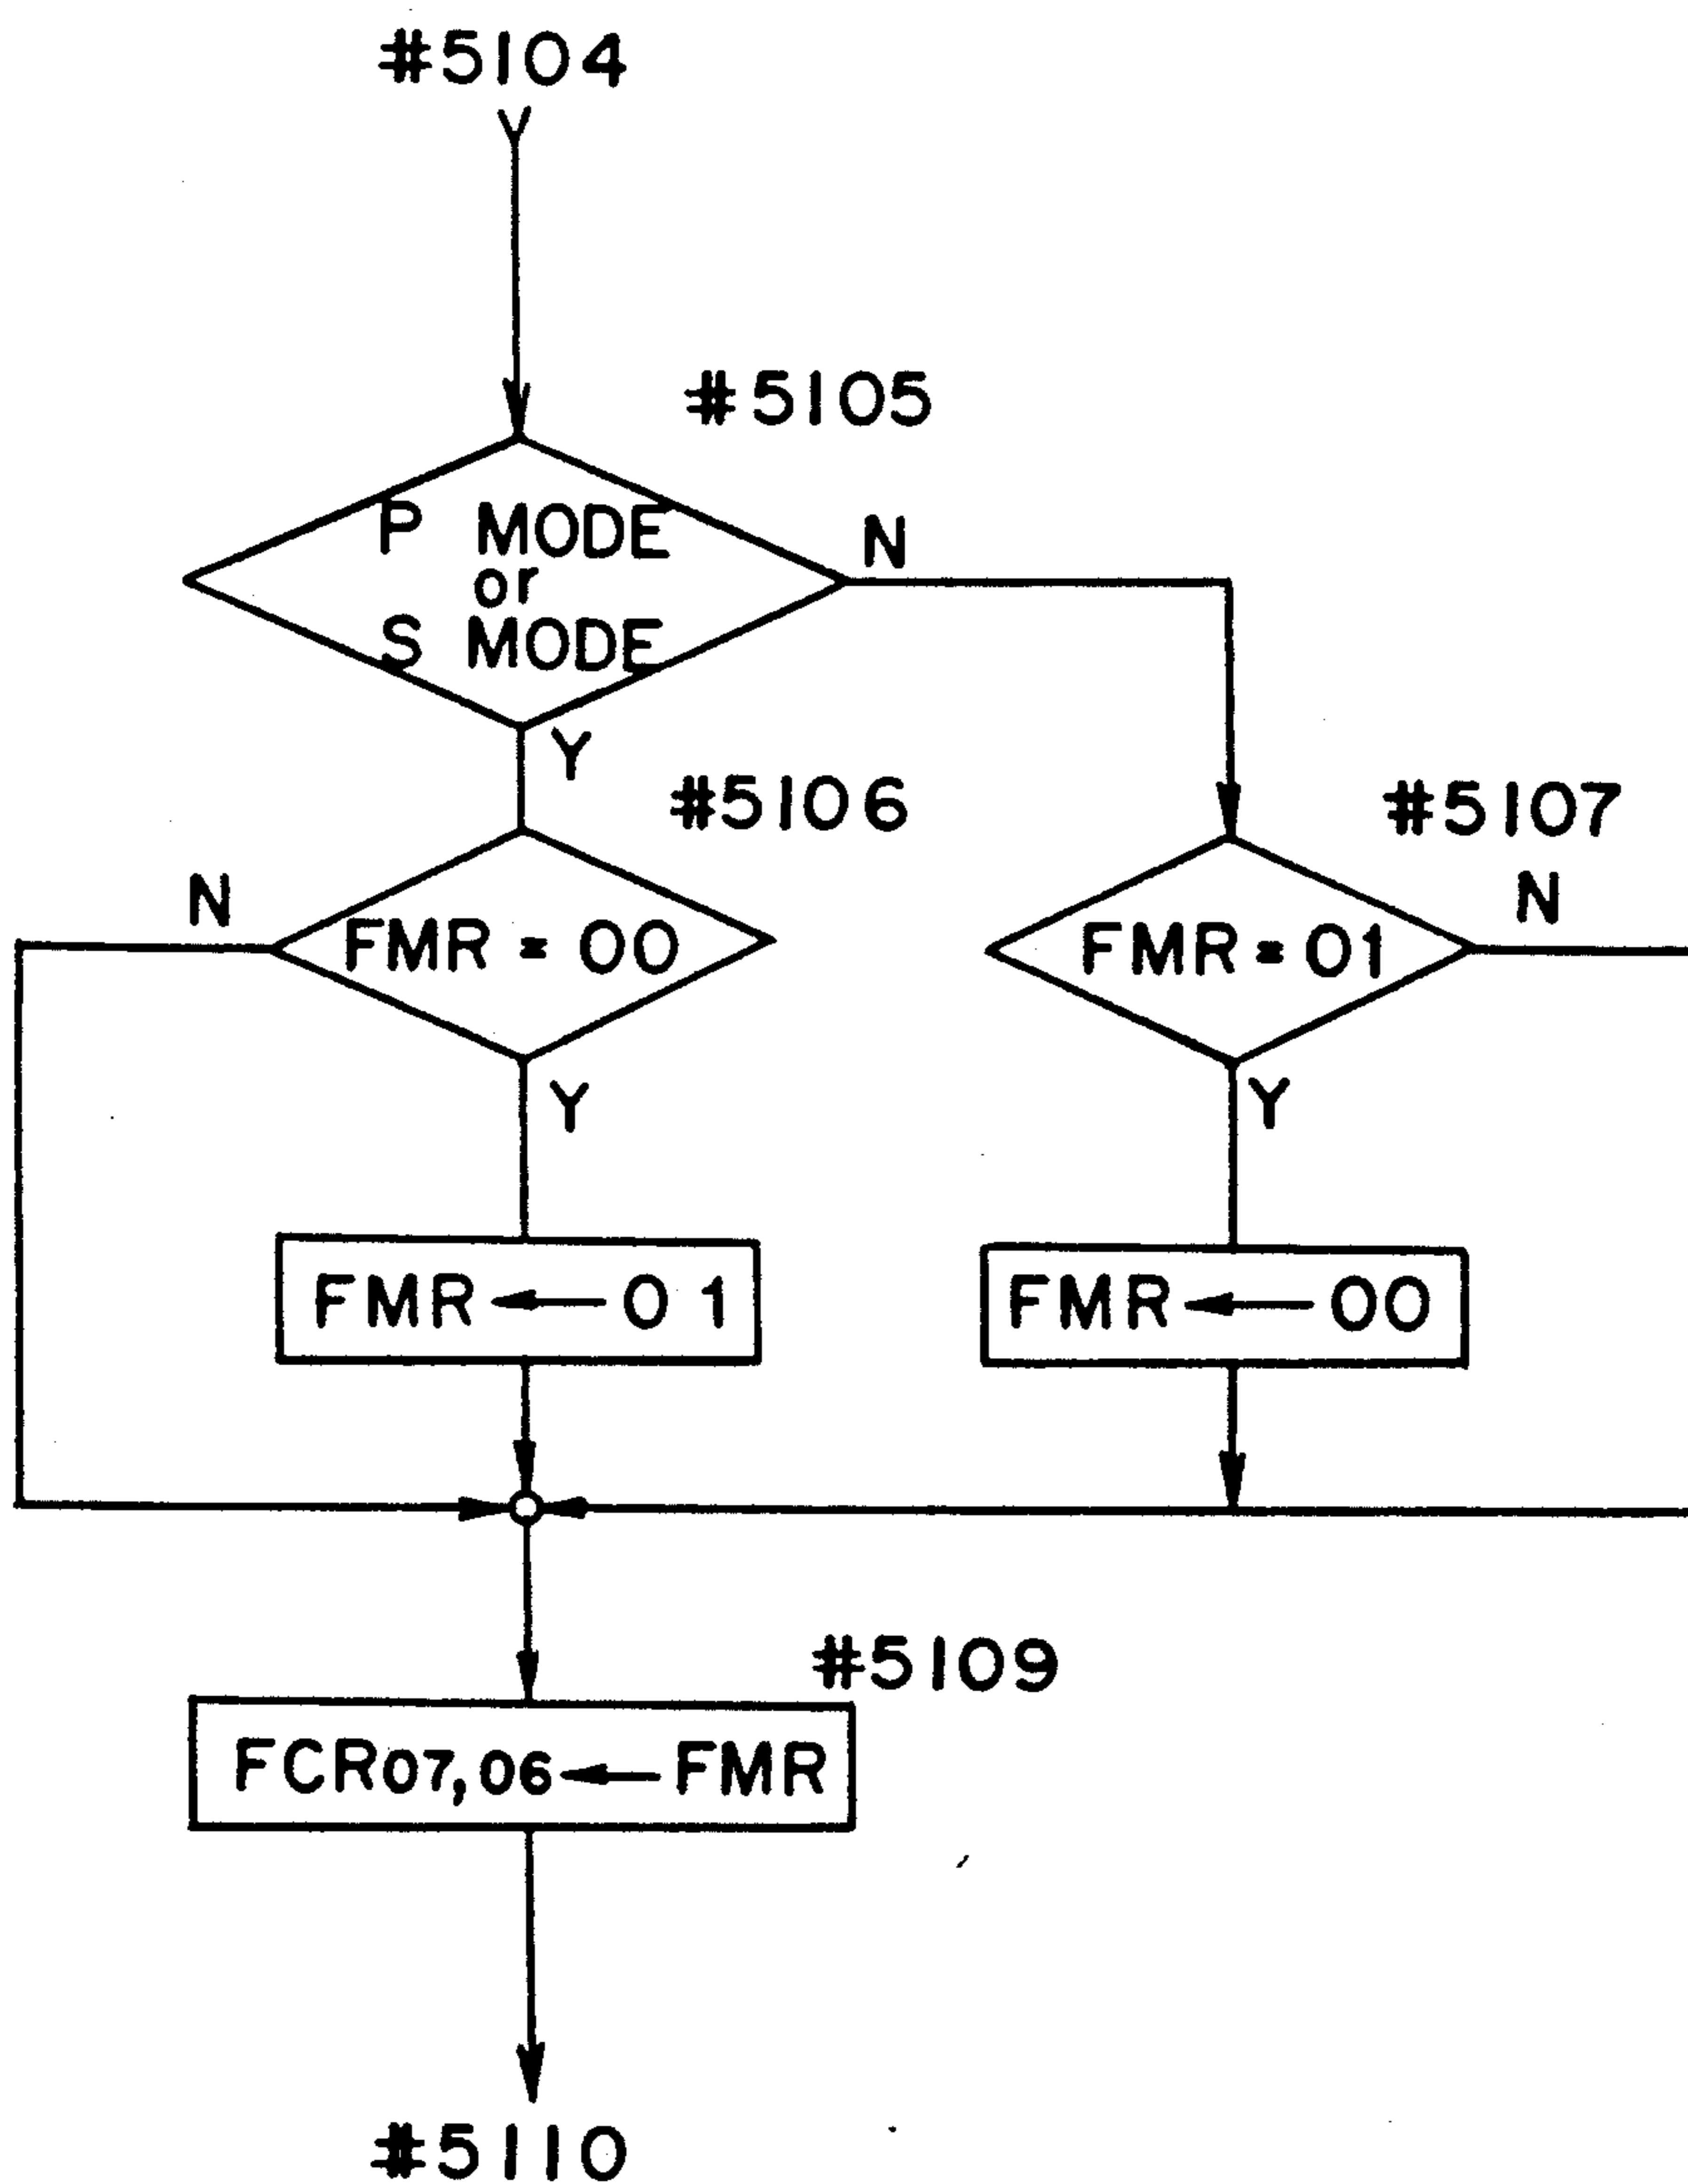 #5104
Y
#5105
P MODE
or
S MODE
N
Y
#5106
#5107
N
FMR = 00
FMR = 01
N
Y
Y
FMR ← 01
FMR ← 00
#5109
FCR07,06 ← FMR
#5110